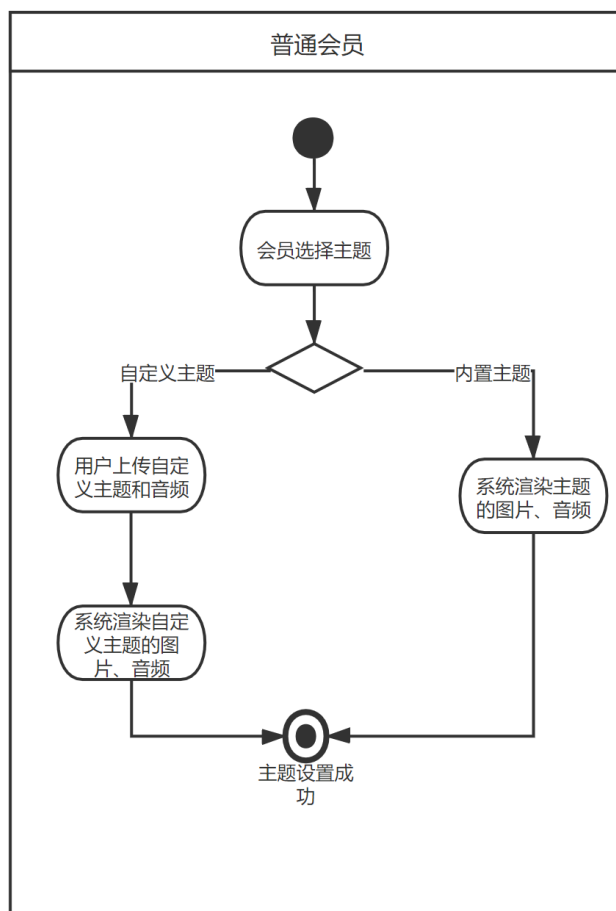 普通会员
会员选择主题
自定义主题
内置主题
用户上传自定
义主题和音频
系统渲染主题
的图片、音频
系统渲染自定
义主题的图
片、音频
主题设置成
功